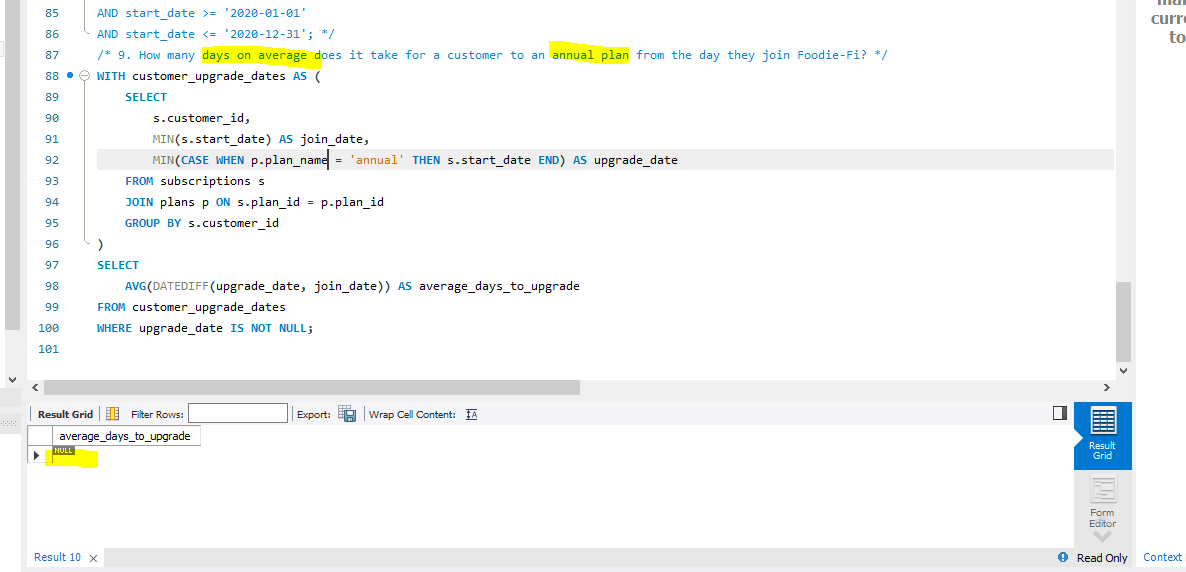 85 AND start_date >= '2020-01-01'
86 AND start_date <= '2020-12-31'; */
87 /* 9. How many days on average does it take for a customer to an annual plan from the day they join Foodie-Fi? */
88 WITH customer_upgrade_dates AS (
89 SELECT
90 s.customer_id,
91 MIN(s.start_date) AS join_date,
92 MIN(CASE WHEN p.plan_name = 'annual' THEN s.start_date END) AS upgrade_date
93 FROM subscriptions s
94 JOIN plans p ON s.plan_id = p.plan_id
95 GROUP BY s.customer_id
96 )
97 SELECT
98 AVG(DATEDIFF(upgrade_date, join_date)) AS average_days_to_upgrade
99 FROM customer_upgrade_dates
100 WHERE upgrade_date IS NOT NULL;
101
curre
to
Result Grid Filter Rows: Export: Wrap Cell Content:
average_days_to_upgrade
NULL
Result
Grid
Form
Editor
Result 10
Read Only
Context